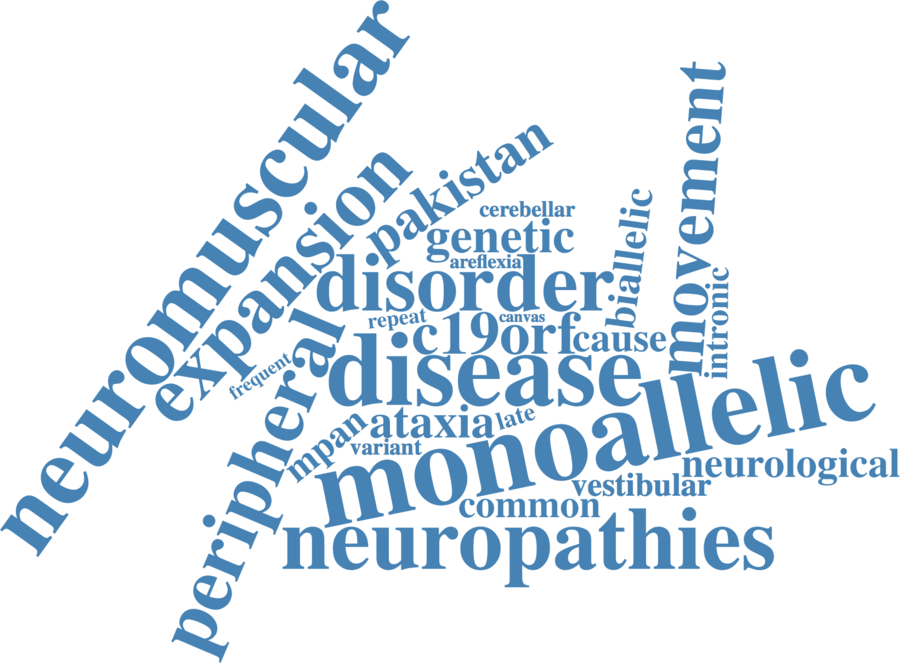 neuromuscular
expansion
pakistan
movement
cerebellar
genetic
biallelic
areflexia
disorder
intronic
repeat
canvas
c19orf
cause
peripheral
disease
frequent
monoallelic
mpan
ataxia
late
variant
neurological
vestibular
common
neuropathies